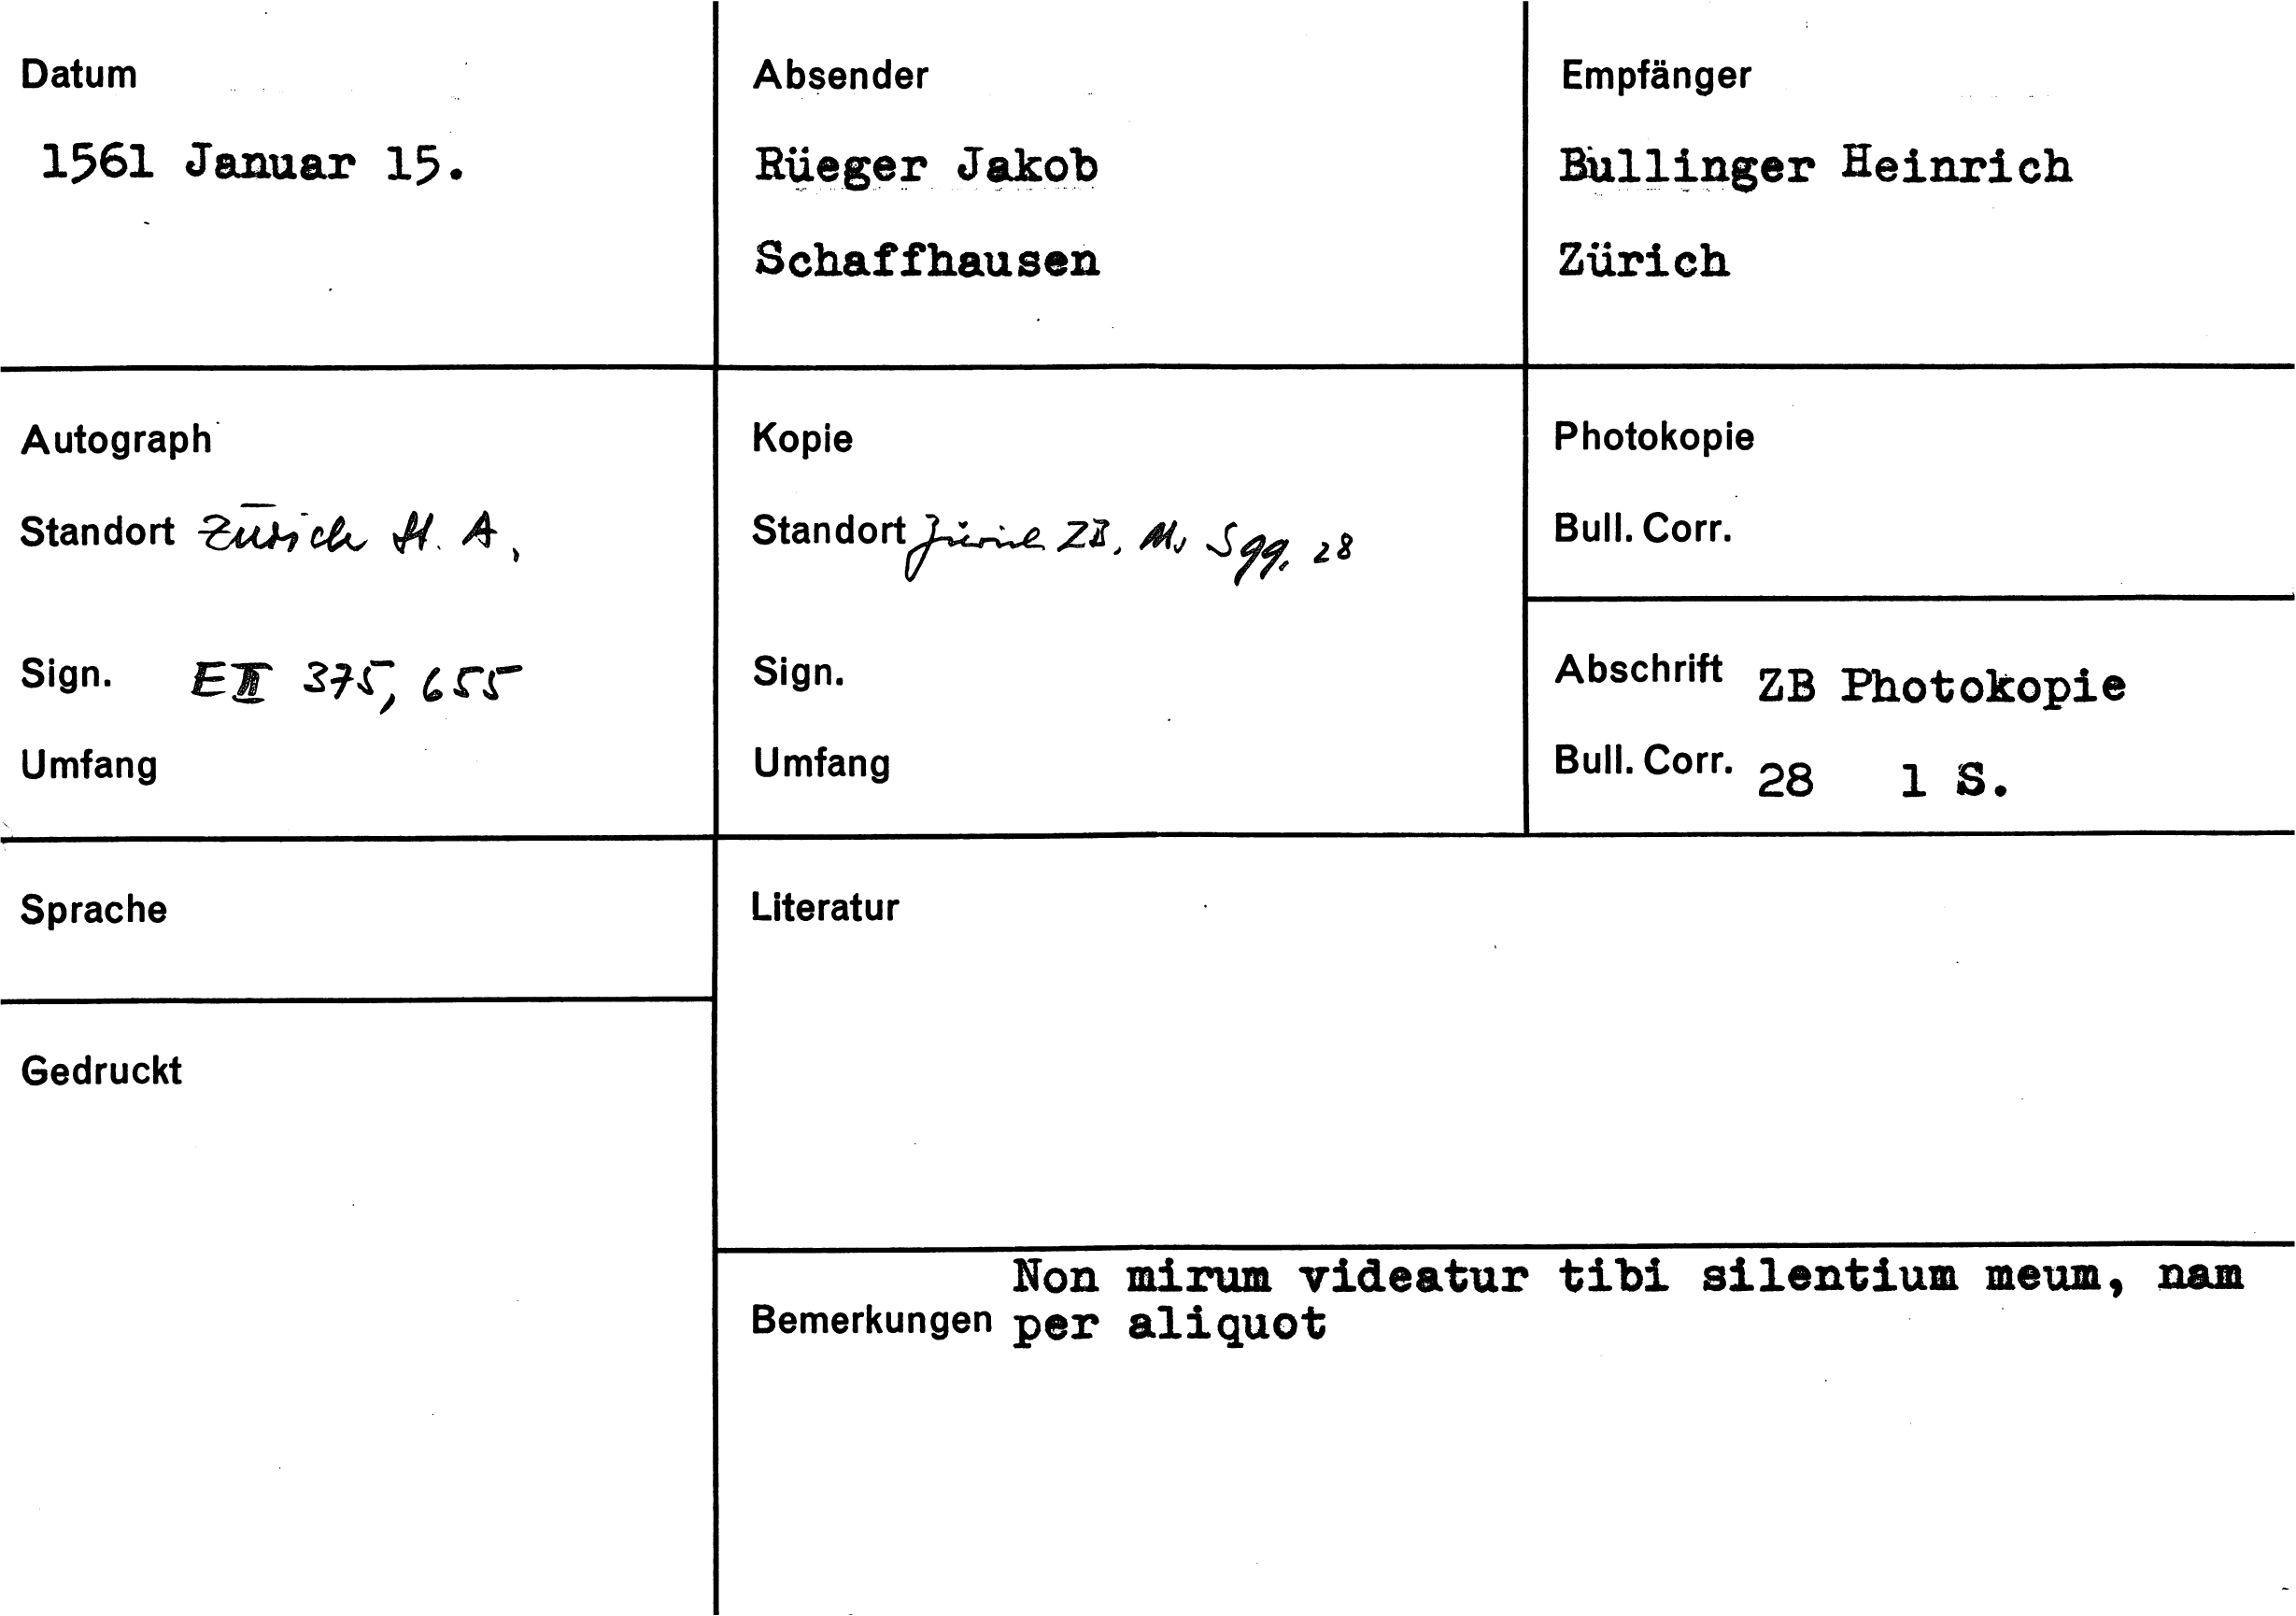 Datum
1561 Januar 15.
Absender
Rüeger Jakob
Schaffhausen
Empfänger
Bullinger Heinrich
Zürich
Autograph
Standort Zürich St. A,
Sign. E II 375, 655
Umfang
Kopie
Standort Zürich ZB, Ms S 99, 28
Sign.
Umfang
Photokopie
Bull. Corr.
Abschrift ZB Photokopie
Bull. Corr. 28 1 S.
Sprache
Gedruckt
Literatur
Non mirum videatur tibi silentium meum, nam
Bemerkungen per aliquot